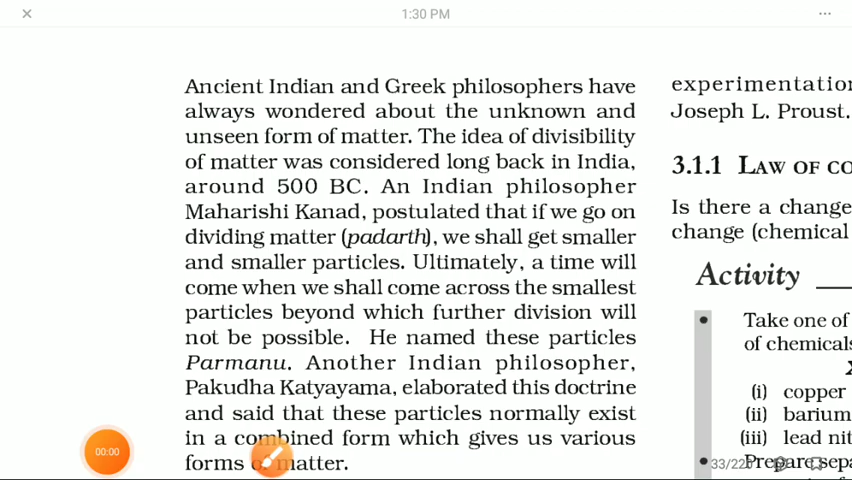 1:30 PM
Ancient Indian and Greek philosophers have
always wondered about the unknown and
unseen form of matter. The idea of divisibility
of matter was considered long back in India,
around 500 BC. An Indian philosopher
Maharishi Kanad, postulated that if we go on
dividing matter (padarth), we shall get smaller
and smaller particles. Ultimately, a time will
come when we shall come across the smallest
particles beyond which further division will
not be possible. He named these particles
Parmanu. Another Indian philosopher,
Pakudha Katyayama, elaborated this doctrine
and said that these particles normally exist
in a combined form which gives us various
forms of matter.
experimentation
Joseph L. Proust.
3.1.1 LAW OF CO
Is there a change
change (chemical
Activity
Take one of
of chemicals
X
(i) copper
(ii) barium
(iii) lead nit
Prepare sepa
00:00
33/220